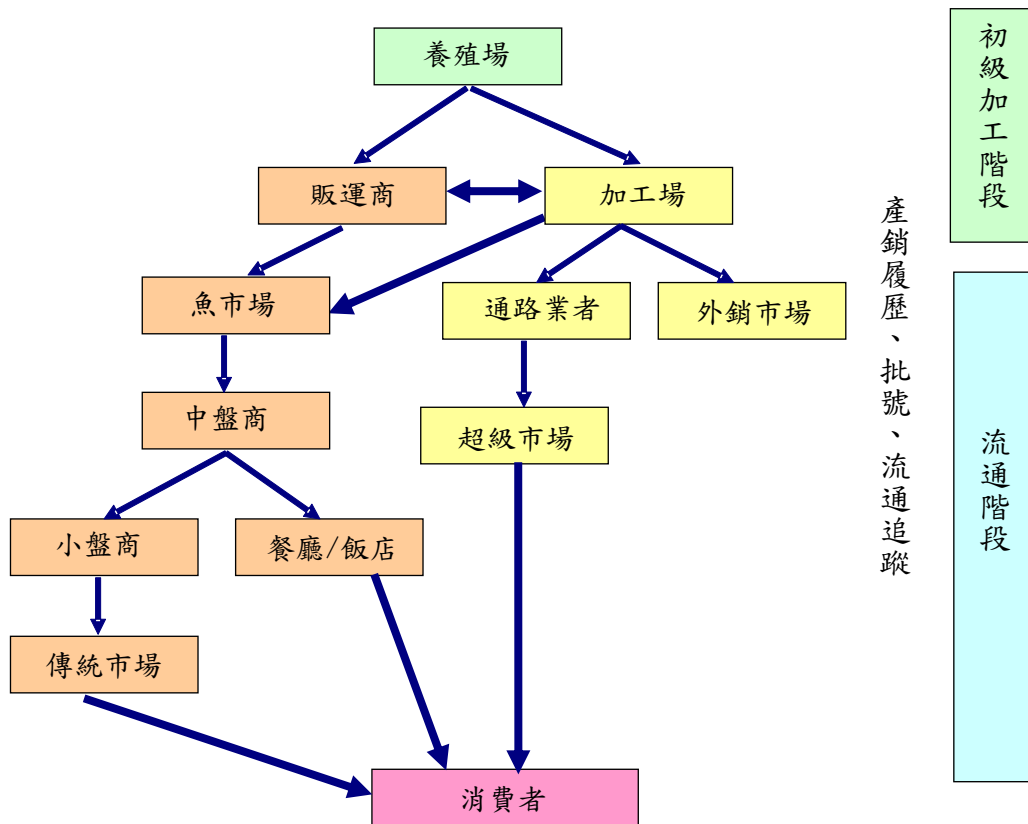 養殖場
販運商
加工場
魚市場
通路業者
外銷市場
中盤商
超級市場
小盤商
餐廳/飯店
傳統市場
消費者
產銷履歷、批號、流通追蹤
初級加工階段
流通階段